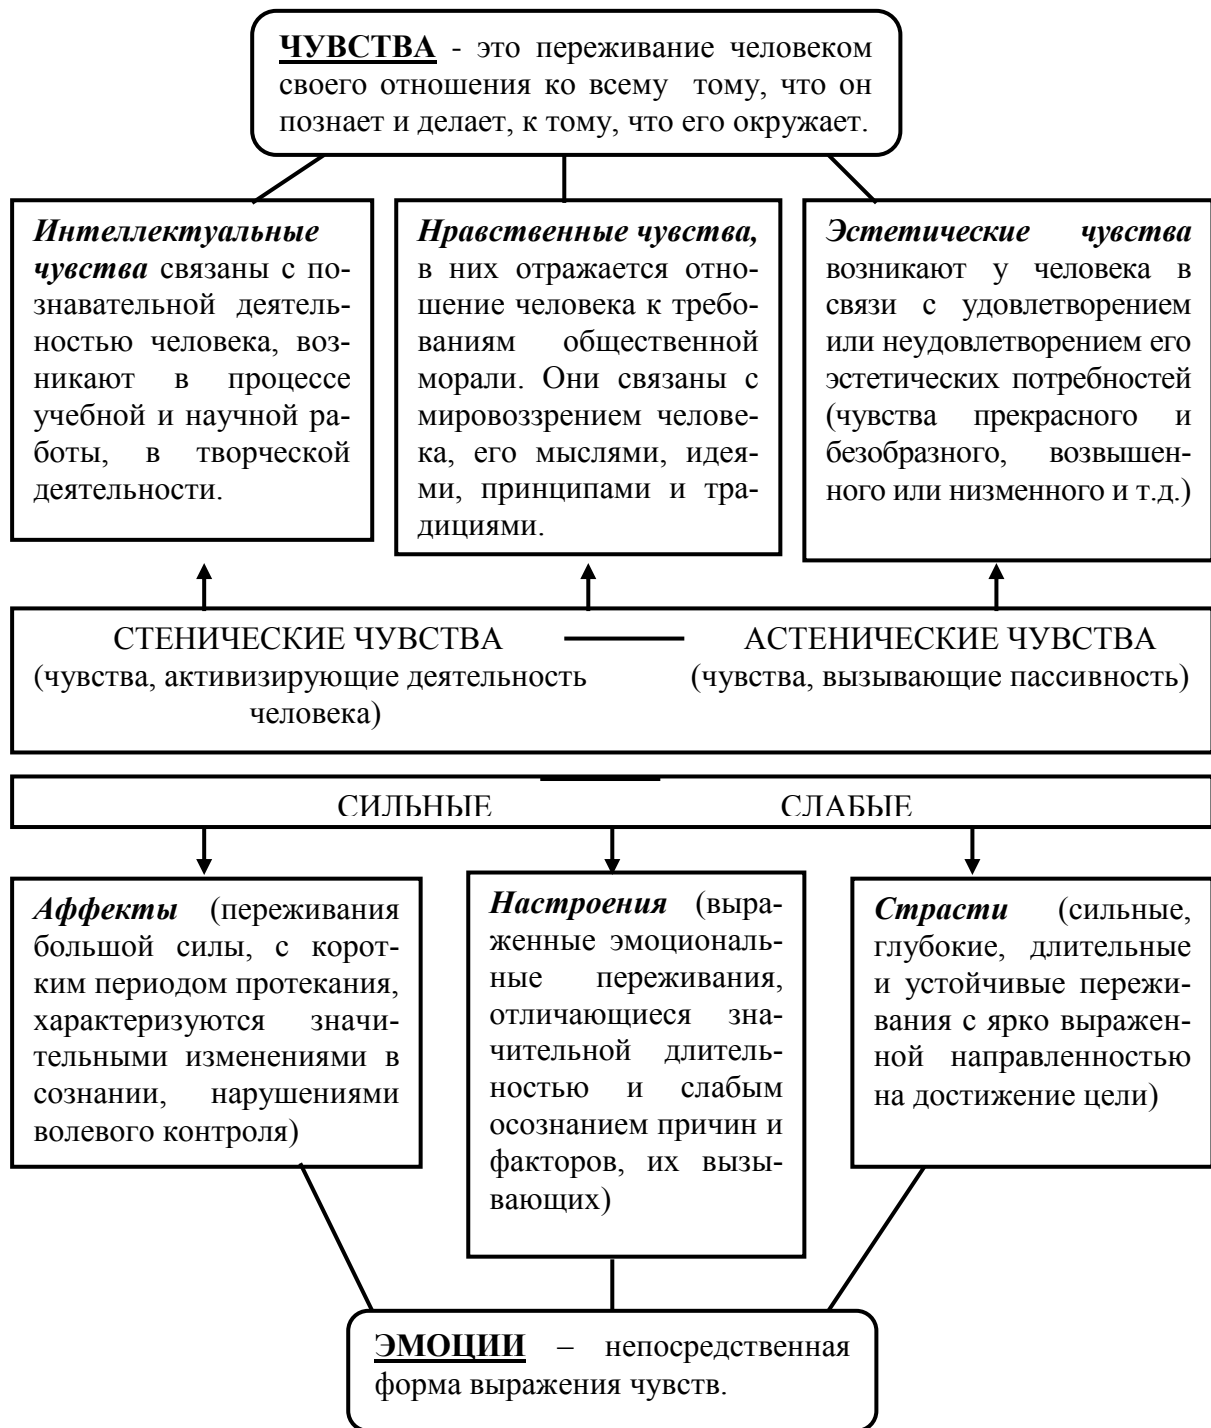 ЧУВСТВА - это переживание человеком
своего отношения ко всему тому, что он
познает и делает, к тому, что его окружает.
Интеллектуальные
чувства связаны с по-
знавательной деятель-
ностью человека, воз-
никают в процессе
учебной и научной ра-
боты, в творческой
деятельности.
Нравственные чувства,
в них отражается отно-
шение человека к требо-
ваниям общественной
морали. Они связаны с
мировоззрением челове-
ка, его мыслями, идея-
ми, принципами и тра-
дициями.
Эстетические чувства
возникают у человека в
связи с удовлетворением
или неудовлетворением его
эстетических потребностей
(чувства прекрасного и
безобразного, возвышен-
ного или низменного и т.д.)
СТЕНИЧЕСКИЕ ЧУВСТВА
(чувства, активизирующие деятельность
человека)
АСТЕНИЧЕСКИЕ ЧУВСТВА
(чувства, вызывающие пассивность)
СИЛЬНЫЕ
СЛАБЫЕ
Аффекты (переживания
большой силы, с корот-
ким периодом протекания,
характеризуются значи-
тельными изменениями в
сознании, нарушениями
волевого контроля)
Настроения (выра-
женные эмоциональ-
ные переживания,
отличающиеся зна-
чительной длитель-
ностью и слабым
осознанием причин и
факторов, их вызы-
вающих)
Страсти (сильные,
глубокие, длительные
и устойчивые пережи-
вания с ярко выражен-
ной направленностью
на достижение цели)
ЭМОЦИИ – непосредственная
форма выражения чувств.